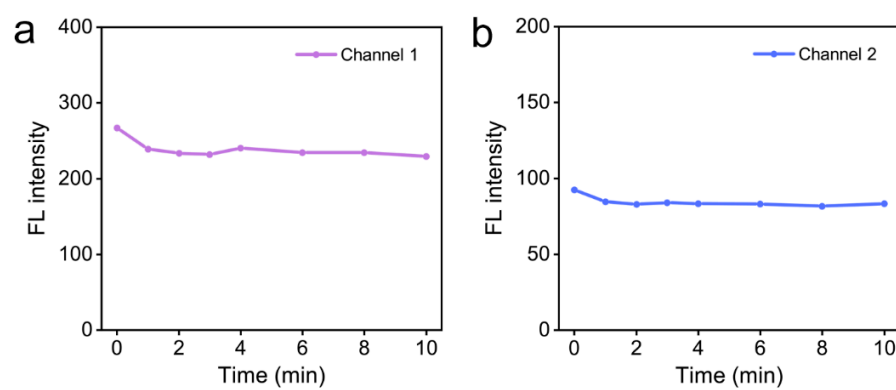 a
400
300
200
100
0
FL intensity
0 2 4 6 8 10
Time (min)
Channel 1
b
200
150
100
50
0
FL intensity
0 2 4 6 8 10
Time (min)
Channel 2